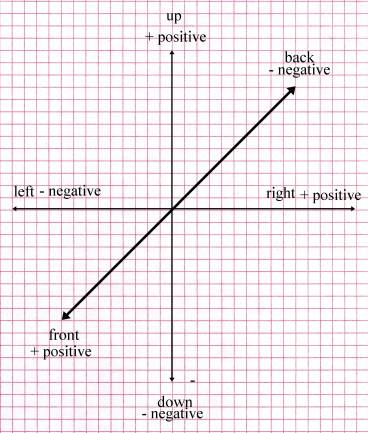 up
+ positive
back
- negative
left - negative
right + positive
front
+ positive
-
down
- negative